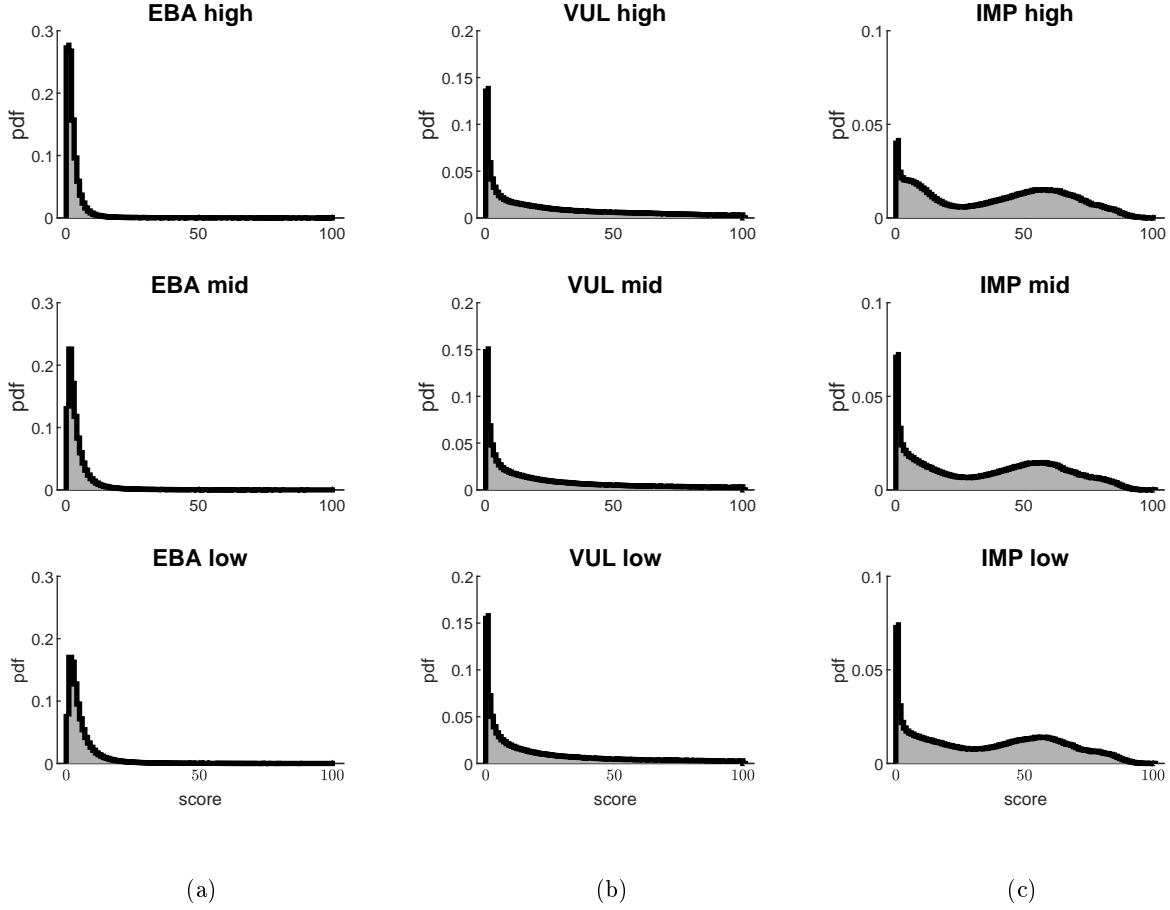 EBA high
VUL high
IMP high
0.3
0.2
0.1
0
pdf
0
50
100
0.2
0.15
0.1
0.05
0
pdf
0
50
100
0.1
0.05
0
pdf
0
50
100
EBA mid
VUL mid
IMP mid
0.3
0.2
0.1
0
pdf
0
50
100
0.2
0.15
0.1
0.05
0
pdf
0
50
100
0.1
0.05
0
pdf
0
50
100
EBA low
VUL low
IMP low
0.3
0.2
0.1
0
pdf
0
50
100
score
0.2
0.15
0.1
0.05
0
pdf
0
50
100
score
0.1
0.05
0
pdf
0
50
100
score
(a)
(b)
(c)